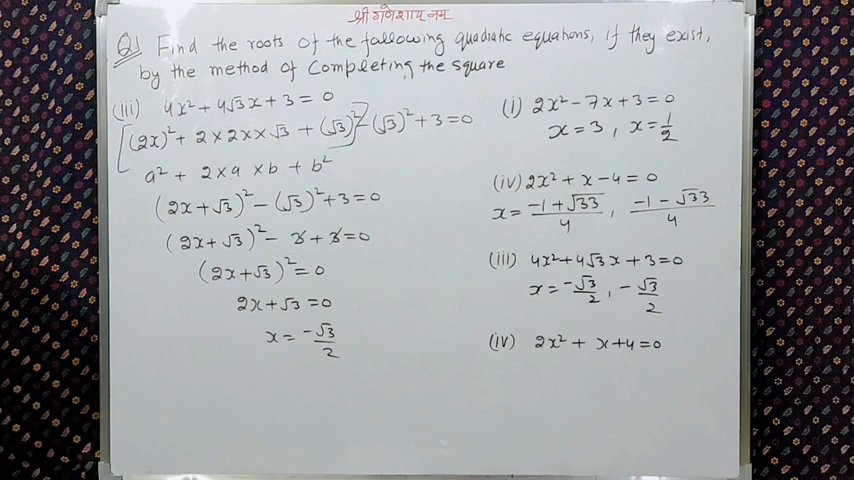 श्री गणेशाय नमः
Q1 Find the roots of the following quadratic equations, if they exist,
by the method of completing the square
(iii) 4x² + 4√3x + 3 = 0
[(2x)² + 2 × 2x × √3 + (√3)²] - (√3)² + 3 = 0
a² + 2 × a × b + b²
(2x + √3)² - (√3)² + 3 = 0
(2x + √3)² - 3 + 3 = 0
(2x + √3)² = 0
2x + √3 = 0
x = -√3/2
(i) 2x² - 7x + 3 = 0
x = 3, x = 1/2
(iv) 2x² + x - 4 = 0
x = (-1 + √33)/4, (-1 - √33)/4
(iii) 4x² + 4√3x + 3 = 0
x = -√3/2, -√3/2
(iv) 2x² + x + 4 = 0